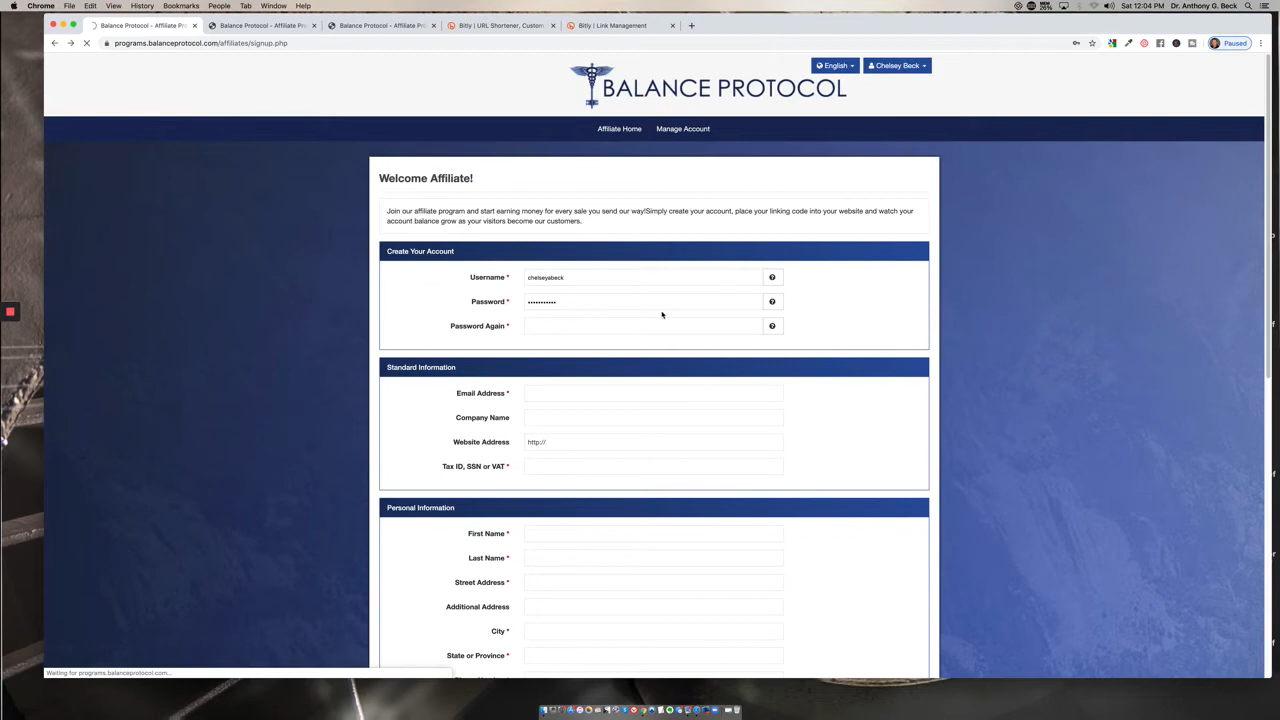 Chrome File Edit View History Bookmarks People Tab Window Help Sat 12:04 PM Dr. Anthony G. Beck
Balance Protocol - Affiliate Pr Balance Protocol - Affiliate Pr Balance Protocol - Affiliate Pr Bitly | URL Shortener, Custom Bitly | Link Management
programs.balanceprotocol.com/affiliates/signup.php Paused
English Chelsey Beck
BALANCE PROTOCOL
Affiliate Home Manage Account
Welcome Affiliate!
Join our affiliate program and start earning money for every sale you send our way!Simply create your account, place your linking code into your website and watch your
account balance grow as your visitors become our customers.
Create Your Account
Username * chelseyabeck
Password * •••••••••••
Password Again *
Standard Information
Email Address *
Company Name
Website Address http://
Tax ID, SSN or VAT *
Personal Information
First Name *
Last Name *
Street Address *
Additional Address
City *
State or Province *
Waiting for programs.balanceprotocol.com...